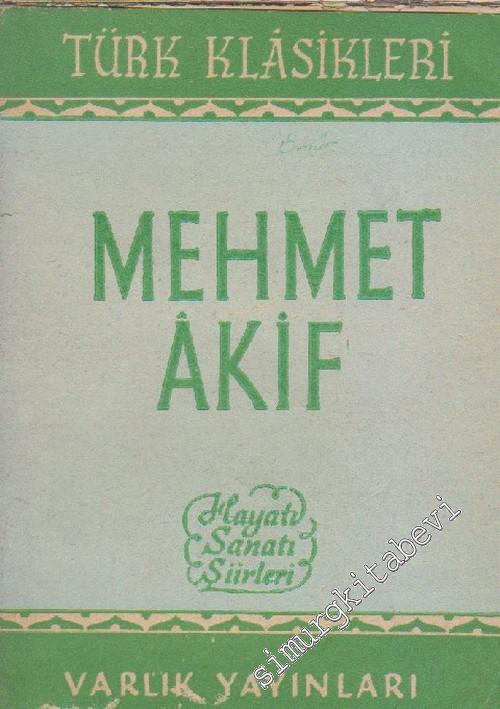 TÜRK KLÂSİKLERİ
MEHMET
ÂKİF
Hayatı
Sanatı
Şiirleri
VARLIK YAYINLARI
simurgkitabevi